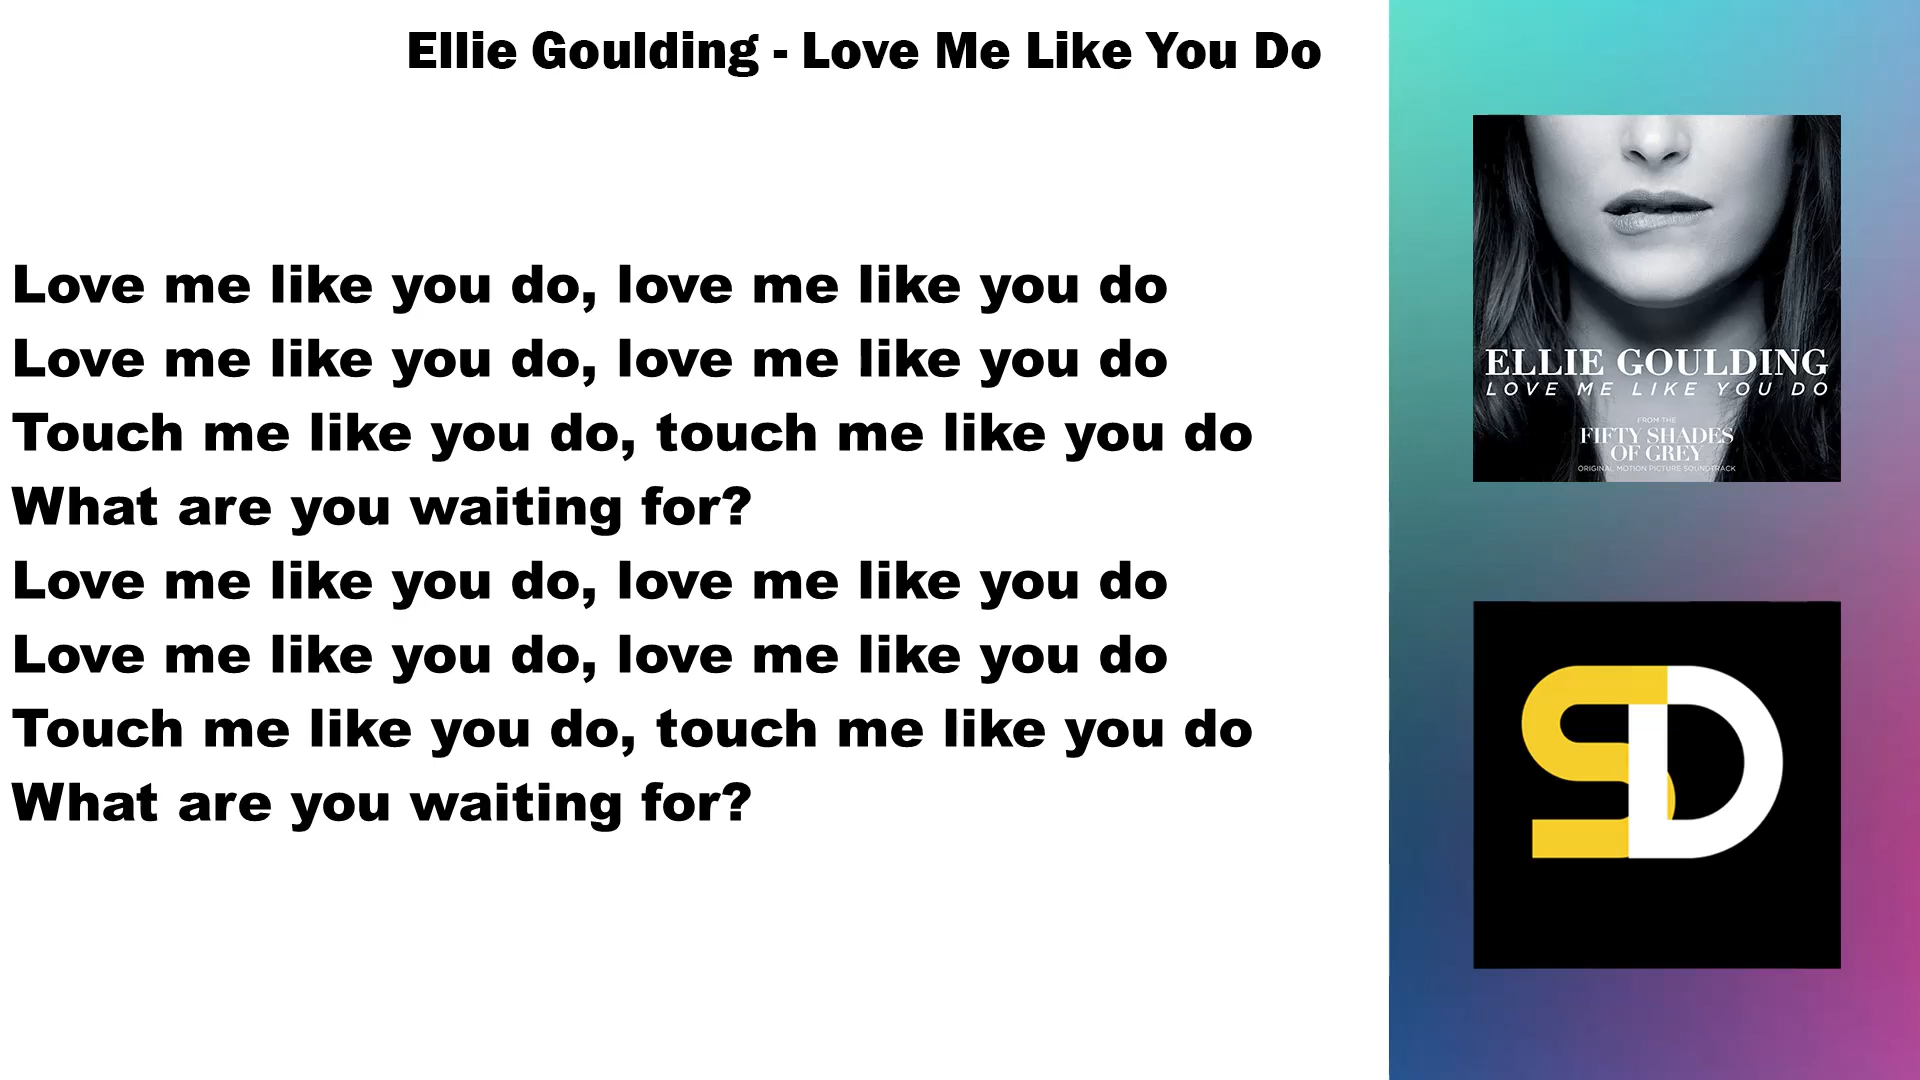 Ellie Goulding - Love Me Like You Do
Love me like you do, love me like you do
Love me like you do, love me like you do
Touch me like you do, touch me like you do
What are you waiting for?
Love me like you do, love me like you do
Love me like you do, love me like you do
Touch me like you do, touch me like you do
What are you waiting for?
ELLIE GOULDING
LOVE ME LIKE YOU DO
FROM THE
FIFTY SHADES
OF GREY
ORIGINAL MOTION PICTURE SOUNDTRACK
SD